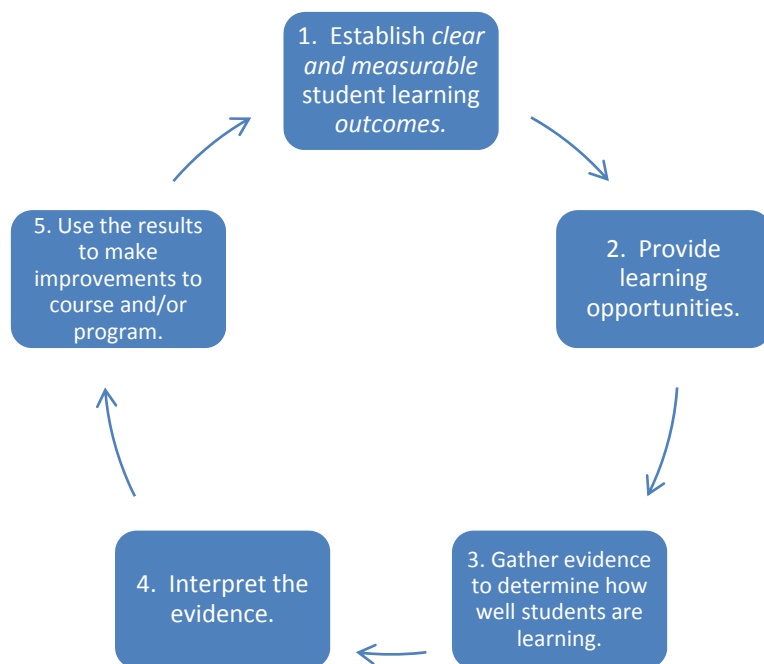 1. Establish clear
and measurable
student learning
outcomes.
2. Provide
learning
opportunities.
3. Gather evidence
to determine how
well students are
learning.
4. Interpret the
evidence.
5. Use the results
to make
improvements to
course and/or
program.